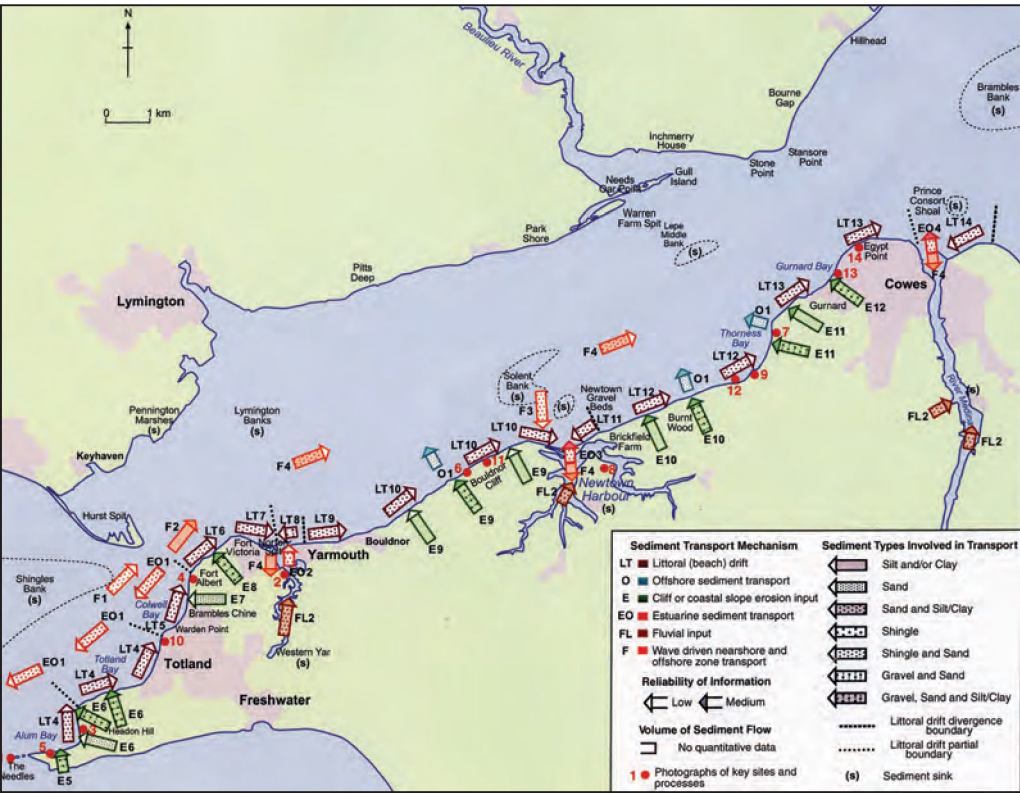 N
0 1 km
Beaulieu River
Hillhead
Brambles
Bank
(s)
Bourne
Gap
Inchmerry
House
Stansore
Point
Stone
Point
Gull
Island
Needs
Oar Point
Warren
Farm Spit
Lepe
Middle
Bank
(s)
Park
Shore
Pitts
Deep
Prince
Consort
Shoal
(s)
LT14
EO4
F4
LT13
Egypt
Point
14
13
Gurnard Bay
Cowes
LT13
Gurnard
E12
O1
E11
Thorness
Bay
7
E11
Lymington
F4
LT12
9
12
O1
Solent
Bank
(s)
(s)
F3
Newtown
Gravel
Beds
LT12
LT11
Burnt
Wood
E10
E10
River Medina
(s)
FL2
FL2
Pennington
Marshes
(s)
Lymington
Banks
(s)
Keyhaven
F4
LT10
LT10
O1
6
11
Bouldnor
Cliff
E9
E9
Brickfield
Farm
EO3
F4
8
FL2
Newtown
Harbour
(s)
Hurst Spit
LT10
E9
Bouldnor
F2
LT6
LT7
LT8
LT9
Fort
Victoria
Yarmouth
F4
2
EO2
Shingles
Bank
(s)
F1
EO1
4
Fort
Albert
E8
E7
Brambles Chine
Colwell
Bay
LT5
Warden Point
FL2
Western Yar
(s)
EO1
10
Totland
EO1
Totland
Bay
LT4
LT4
Freshwater
E6
E6
LT4
Headon Hill
3
E6
Alum Bay
5
The
Needles
E5
Sediment Transport Mechanism
LT Littoral (beach) drift
O Offshore sediment transport
E Cliff or coastal slope erosion input
EO Estuarine sediment transport
FL Fluvial input
F Wave driven nearshore and
offshore zone transport
Reliability of Information
Low Medium
Volume of Sediment Flow
No quantitative data
1 Photographs of key sites and
processes
Sediment Types Involved in Transport
Silt and/or Clay
Sand
Sand and Silt/Clay
Shingle
Shingle and Sand
Gravel and Sand
Gravel, Sand and Silt/Clay
Littoral drift divergence
boundary
Littoral drift partial
boundary
(s) Sediment sink